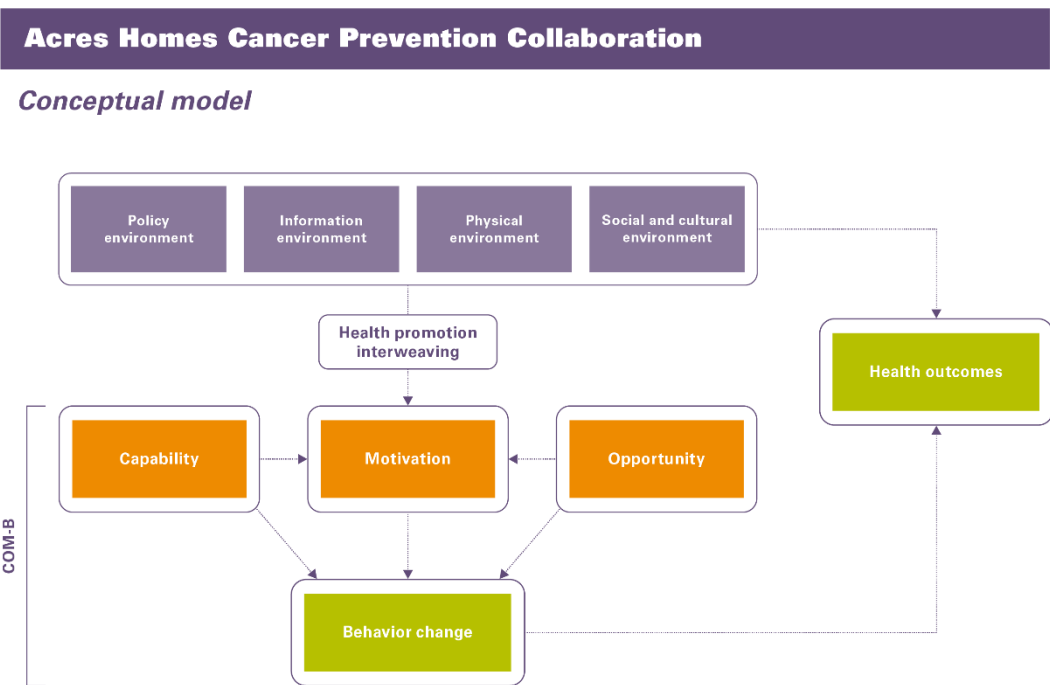 Acres Homes Cancer Prevention Collaboration
Conceptual model
Policy
environment
Information
environment
Physical
environment
Social and cultural
environment
Health promotion
interweaving
Health outcomes
Capability
Motivation
Opportunity
COM-B
Behavior change